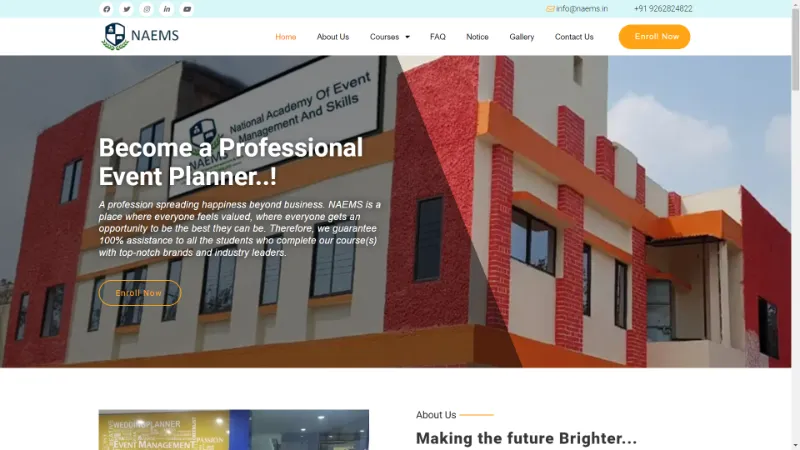 info@naems.in
+91 9262824822
NAEMS
Home
About Us
Courses
FAQ
Notice
Gallery
Contact Us
Enroll Now
National Academy Of Event
Management And Skills
NAEMS
Become a Professional
Event Planner..!
A profession spreading happiness beyond business. NAEMS is a
place where everyone feels valued, where everyone gets an
opportunity to be the best they can be. Therefore, we guarantee
100% assistance to all the students who complete our course(s)
with top-notch brands and industry leaders.
Enroll Now
WEDDING PLANNER
EVENT MANAGEMENT
About Us
Making the future Brighter...